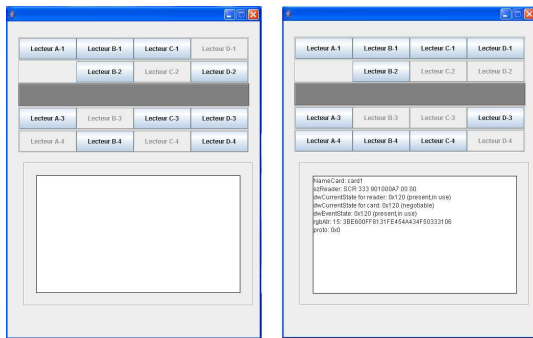 Lecteur A-1 Lecteur B-1 Lecteur C-1 Lecteur D-1
Lecteur B-2 Lecteur C-2 Lecteur D-2
Lecteur A-3 Lecteur B-3 Lecteur C-3 Lecteur D-3
Lecteur A-4 Lecteur B-4 Lecteur C-4 Lecteur D-4
Lecteur A-1 Lecteur B-1 Lecteur C-1 Lecteur D-1
Lecteur B-2 Lecteur C-2 Lecteur D-2
Lecteur A-3 Lecteur B-3 Lecteur C-3 Lecteur D-3
Lecteur A-4 Lecteur B-4 Lecteur C-4 Lecteur D-4
NameCard: card1
szReader: SCR 333 901000A7 00 00
dwCurrentState for reader: 0x120 (present,in use)
dwCurrentState for card: 0x120 (negotiable)
dwEventState: 0x120 (present,in use)
rgbAtr: 15: 3BE600FF8131FE454A434F50333106
proto: 0x0